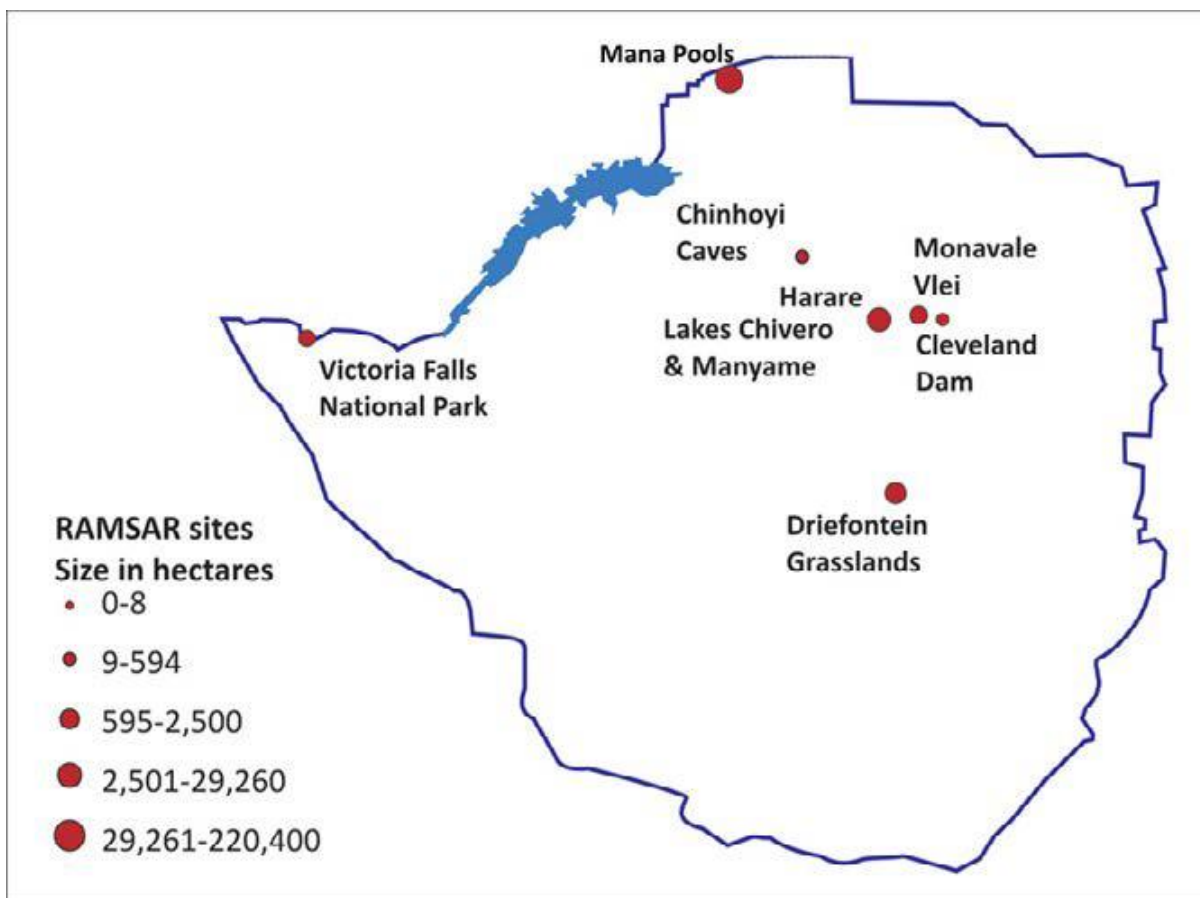 Mana Pools
Chinhoyi
Caves
Monavale
Vlei
Harare
Lakes Chivero
& Manyame
Cleveland
Dam
Victoria Falls
National Park
Driefontein
Grasslands
RAMSAR sites
Size in hectares
0-8
9-594
595-2,500
2,501-29,260
29,261-220,400